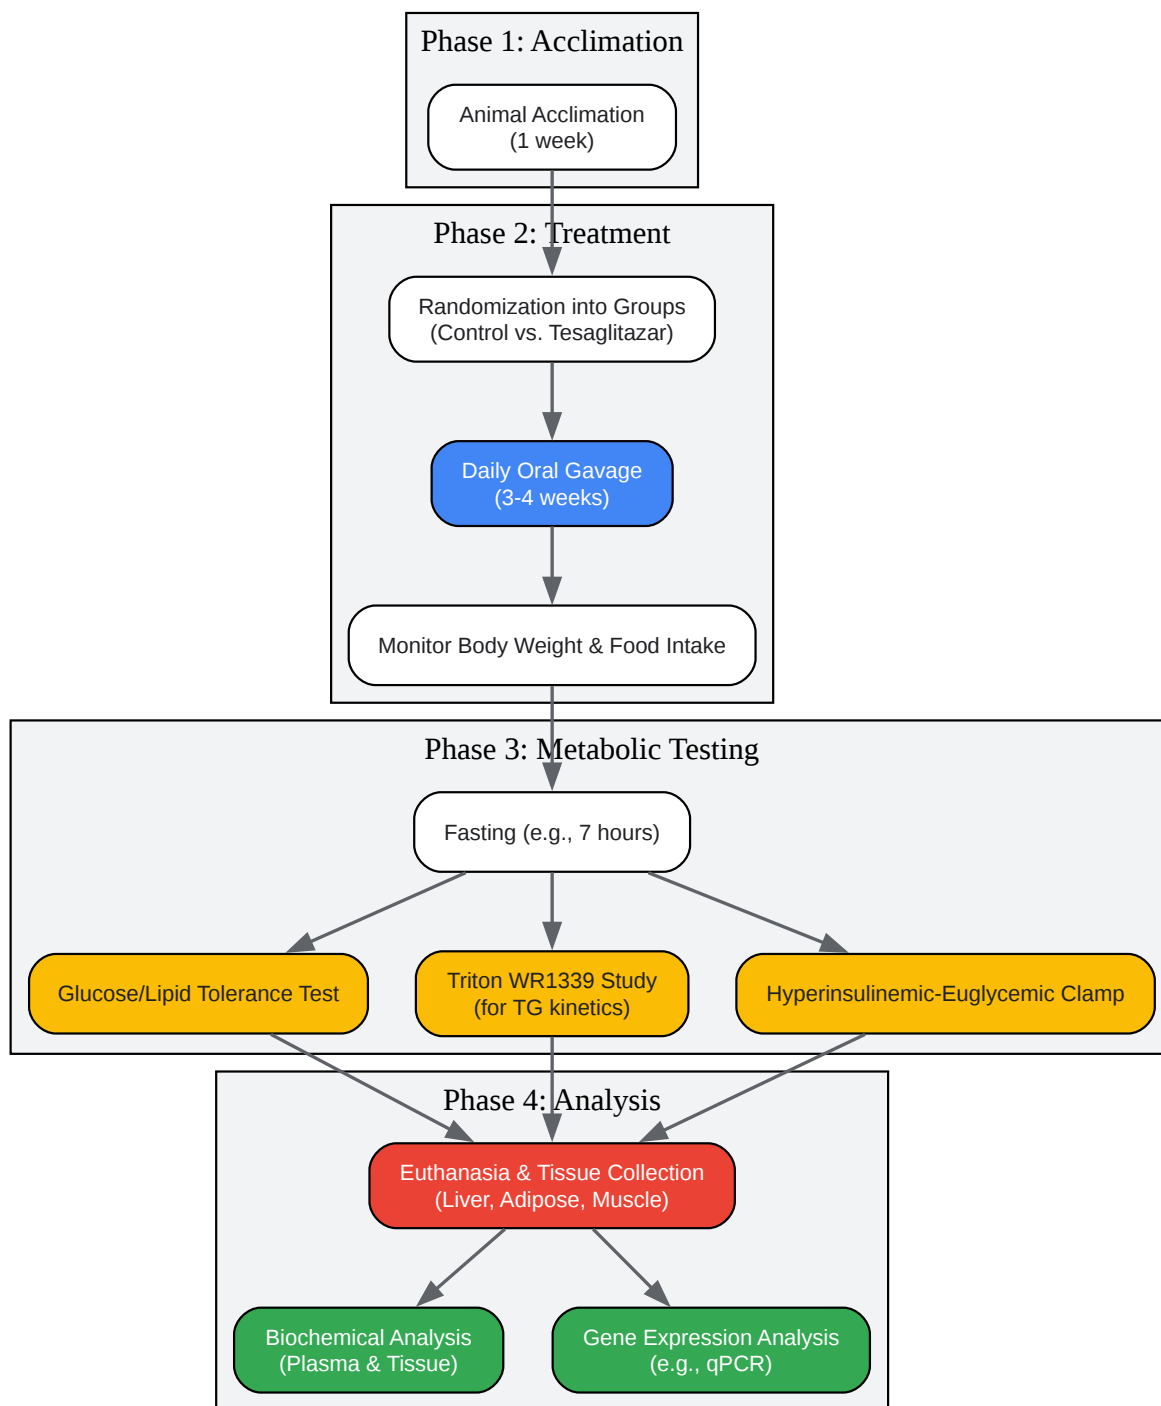 Phase 1: Acclimation
Animal Acclimation
(1 week)
Phase 2: Treatment
Randomization into Groups
(Control vs. Tesaglitazar)
Daily Oral Gavage
(3-4 weeks)
Monitor Body Weight & Food Intake
Phase 3: Metabolic Testing
Fasting (e.g., 7 hours)
Glucose/Lipid Tolerance Test
Triton WR1339 Study
(for TG kinetics)
Hyperinsulinemic-Euglycemic Clamp
Phase 4: Analysis
Euthanasia & Tissue Collection
(Liver, Adipose, Muscle)
Biochemical Analysis
(Plasma & Tissue)
Gene Expression Analysis
(e.g., qPCR)